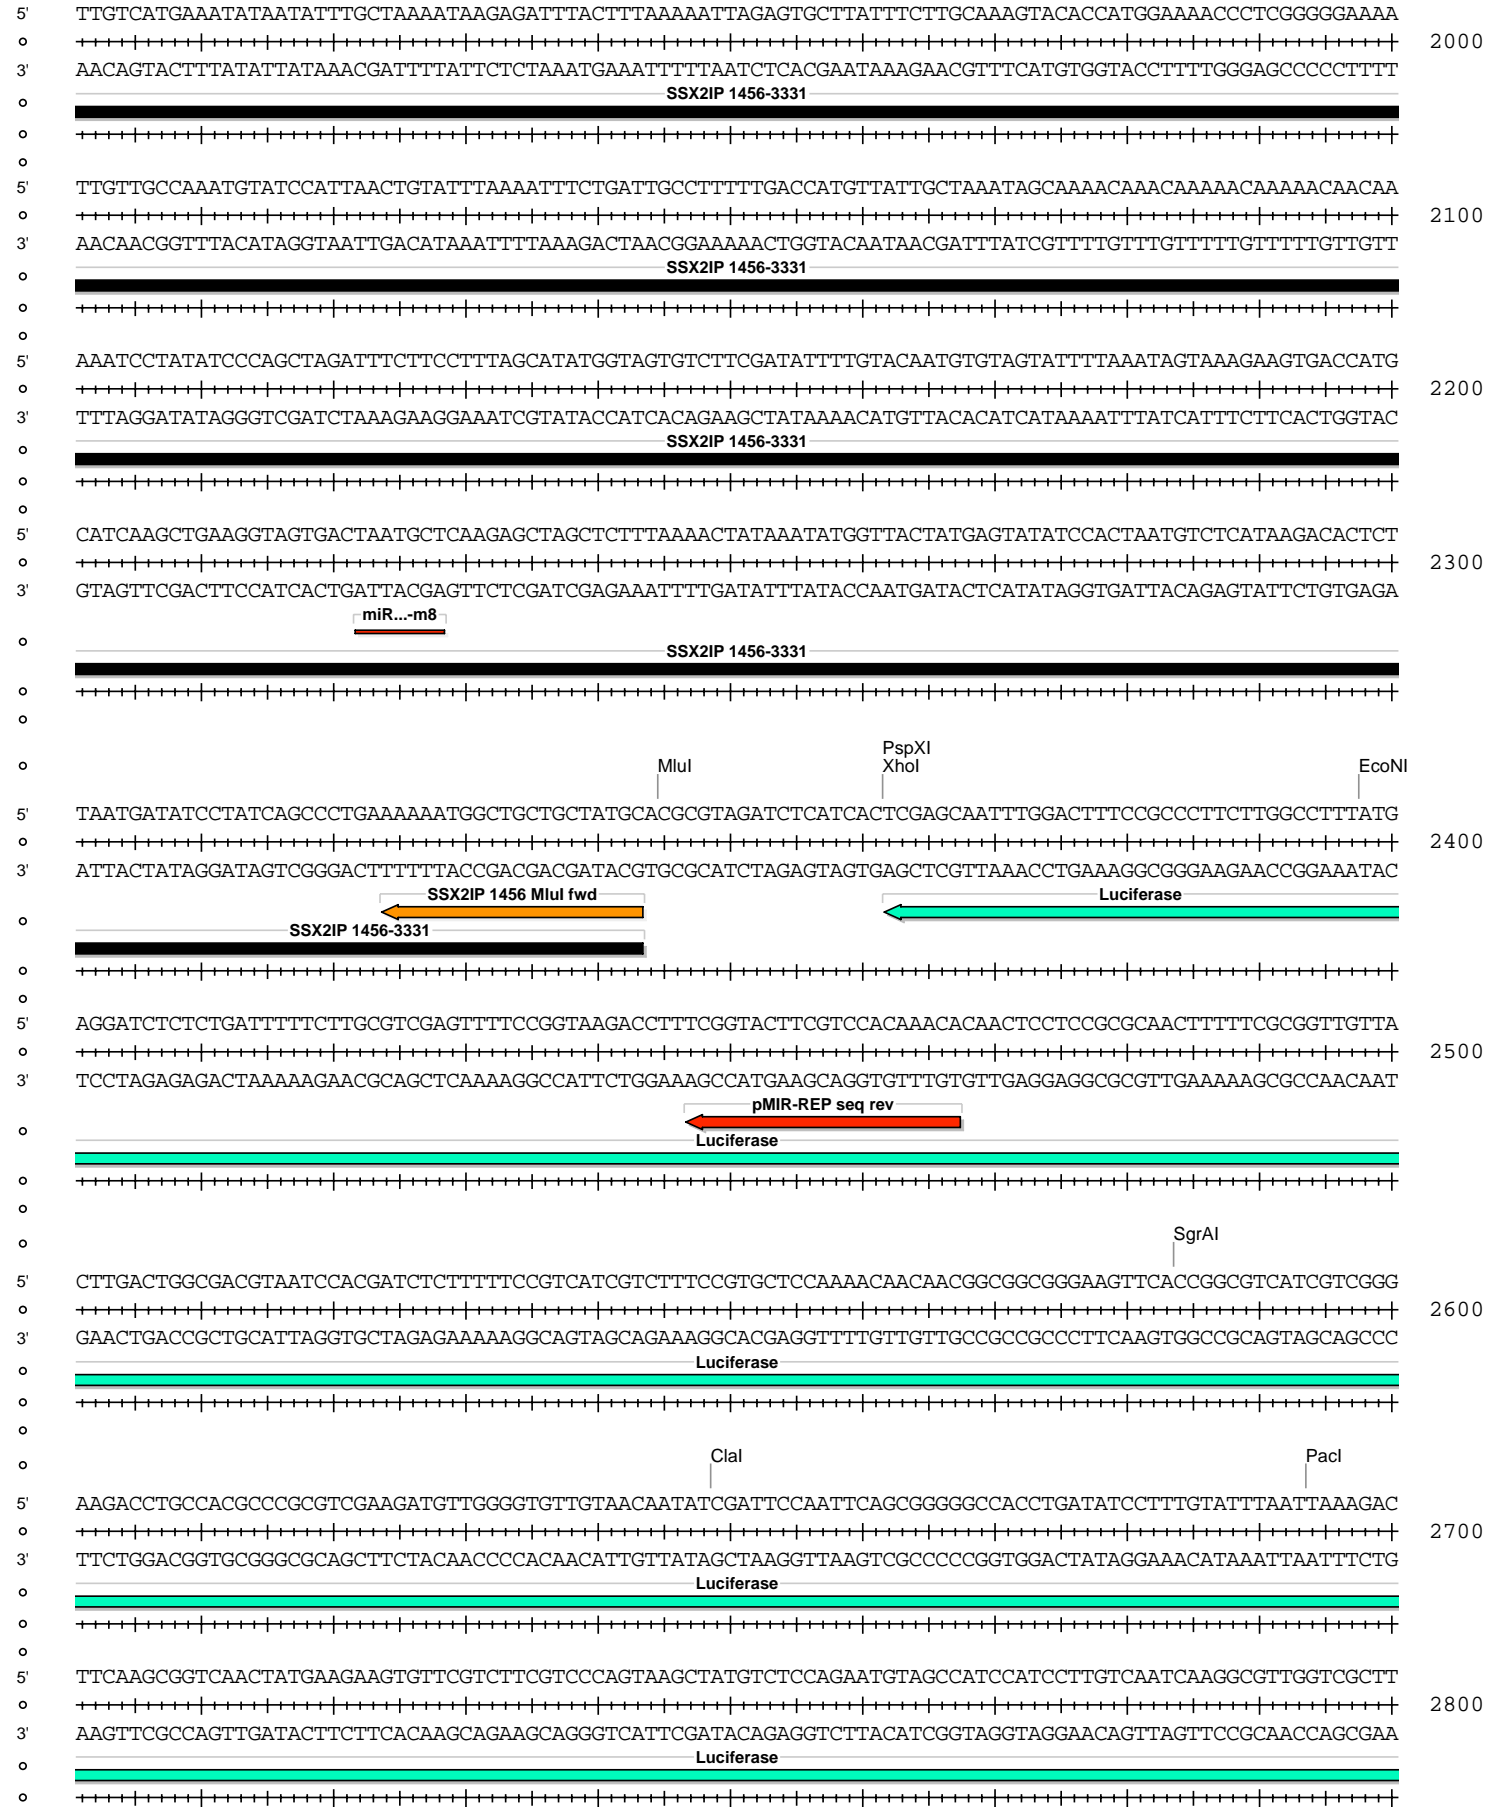 5' TTGTCATGAAATATAATATTTGCTAAAATAAGAGATTTACTTTAAAAATTAGAGTGCTTATTTCTTGCAAAGTACACCATGGAAAACCCTCGGGGGAAAA
2000
3' AACAGTACTTTATATTATAAACGATTTTATTCTCTAAATGAAATTTTTAATCTCACGAATAAAGAACGTTTCATGTGGTACCTTTTGGGAGCCCCCTTTT
SSX2IP 1456-3331
5' TTGTTGCCAAATGTATCCATTAACTGTATTTAAAATTTCTGATTGCCTTTTTGACCATGTTATTGCTAAATAGCAAAACAAACAAAAACAAAAACAACAA
2100
3' AACAACGGTTTACATAGGTAATTGACATAAATTTTAAAGACTAACGGAAAAACTGGTACAATAACGATTTATCGTTTTGTTTGTTTTTGTTTTTGTTGTT
SSX2IP 1456-3331
5' AAATCCTATATCCCAGCTAGATTTCTTCCTTTAGCATATGGTAGTGTCTTCGATATTTTGTACAATGTGTAGTATTTTAAATAGTAAAGAAGTGACCATG
2200
3' TTTAGGATATAGGGTCGATCTAAAGAAGGAAATCGTATACCATCACAGAAGCTATAAAACATGTTACACATCATAAAATTTATCATTTCTTCACTGGTAC
SSX2IP 1456-3331
5' CATCAAGCTGAAGGTAGTGACTAATGCTCAAGAGCTAGCTCTTTAAAACTATAAATATGGTTACTATGAGTATATCCACTAATGTCTCATAAGACACTCT
2300
3' GTAGTTCGACTTCCATCACTGATTACGAGTTCTCGATCGAGAAATTTTGATATTTATACCAATGATACTCATATAGGTGATTACAGAGTATTCTGTGAGA
miR...-m8
SSX2IP 1456-3331
PspXI
MluI XhoI EcoNI
5' TAATGATATCCTATCAGCCCTGAAAAAATGGCTGCTGCTATGCACGCGTAGATCTCATCACTCGAGCAATTTGGACTTTCCGCCCTTCTTGGCCTTTATG
2400
3' ATTACTATAGGATAGTCGGGACTTTTTTACCGACGACGATACGTGCGCATCTAGAGTAGTGAGCTCGTTAAACCTGAAAGGCGGGAAGAACCGGAAATAC
SSX2IP 1456 MluI fwd Luciferase
SSX2IP 1456-3331
5' AGGATCTCTCTGATTTTTCTTGCGTCGAGTTTTCCGGTAAGACCTTTCGGTACTTCGTCCACAAACACAACTCCTCCGCGCAACTTTTTCGCGGTTGTTA
2500
3' TCCTAGAGAGACTAAAAAGAACGCAGCTCAAAAGGCCATTCTGGAAAGCCATGAAGCAGGTGTTTGTGTTGAGGAGGCGCGTTGAAAAAGCGCCAACAAT
pMIR-REP seq rev
Luciferase
SgrAI
5' CTTGACTGGCGACGTAATCCACGATCTCTTTTTCCGTCATCGTCTTTCCGTGCTCCAAAACAACAACGGCGGCGGGAAGTTCACCGGCGTCATCGTCGGG
2600
3' GAACTGACCGCTGCATTAGGTGCTAGAGAAAAAGGCAGTAGCAGAAAGGCACGAGGTTTTGTTGTTGCCGCCGCCCTTCAAGTGGCCGCAGTAGCAGCCC
Luciferase
ClaI PacI
5' AAGACCTGCCACGCCCGCGTCGAAGATGTTGGGGTGTTGTAACAATATCGATTCCAATTCAGCGGGGGCCACCTGATATCCTTTGTATTTAATTAAAGAC
2700
3' TTCTGGACGGTGCGGGCGCAGCTTCTACAACCCCACAACATTGTTATAGCTAAGGTTAAGTCGCCCCCGGTGGACTATAGGAAACATAAATTAATTTCTG
Luciferase
5' TTCAAGCGGTCAACTATGAAGAAGTGTTCGTCTTCGTCCCAGTAAGCTATGTCTCCAGAATGTAGCCATCCATCCTTGTCAATCAAGGCGTTGGTCGCTT
2800
3' AAGTTCGCCAGTTGATACTTCTTCACAAGCAGAAGCAGGGTCATTCGATACAGAGGTCTTACATCGGTAGGTAGGAACAGTTAGTTCCGCAACCAGCGAA
Luciferase